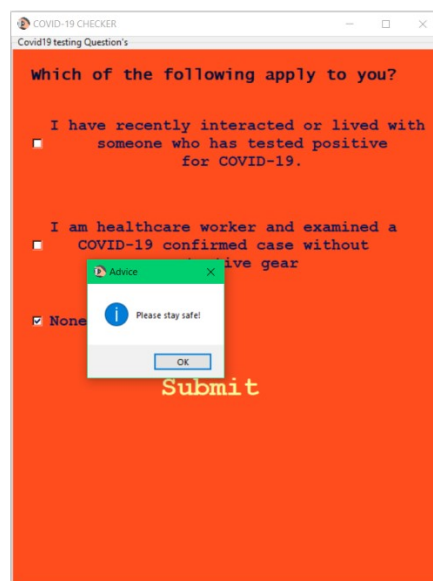 COVID-19 CHECKER
Covid19 testing Question's
Which of the following apply to you?
I have recently interacted or lived with
someone who has tested positive
for COVID-19.
I am healthcare worker and examined a
COVID-19 confirmed case without
gear
Advice
Please stay safe!
None
OK
Submit